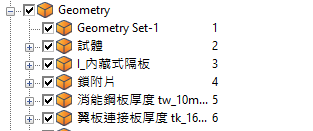 Geometry
Geometry Set-1 1
試體 2
I_內藏式隔板 3
鎖附片 4
消能鋼板厚度 tw_10m... 5
翼板連接板厚度 tk_16... 6